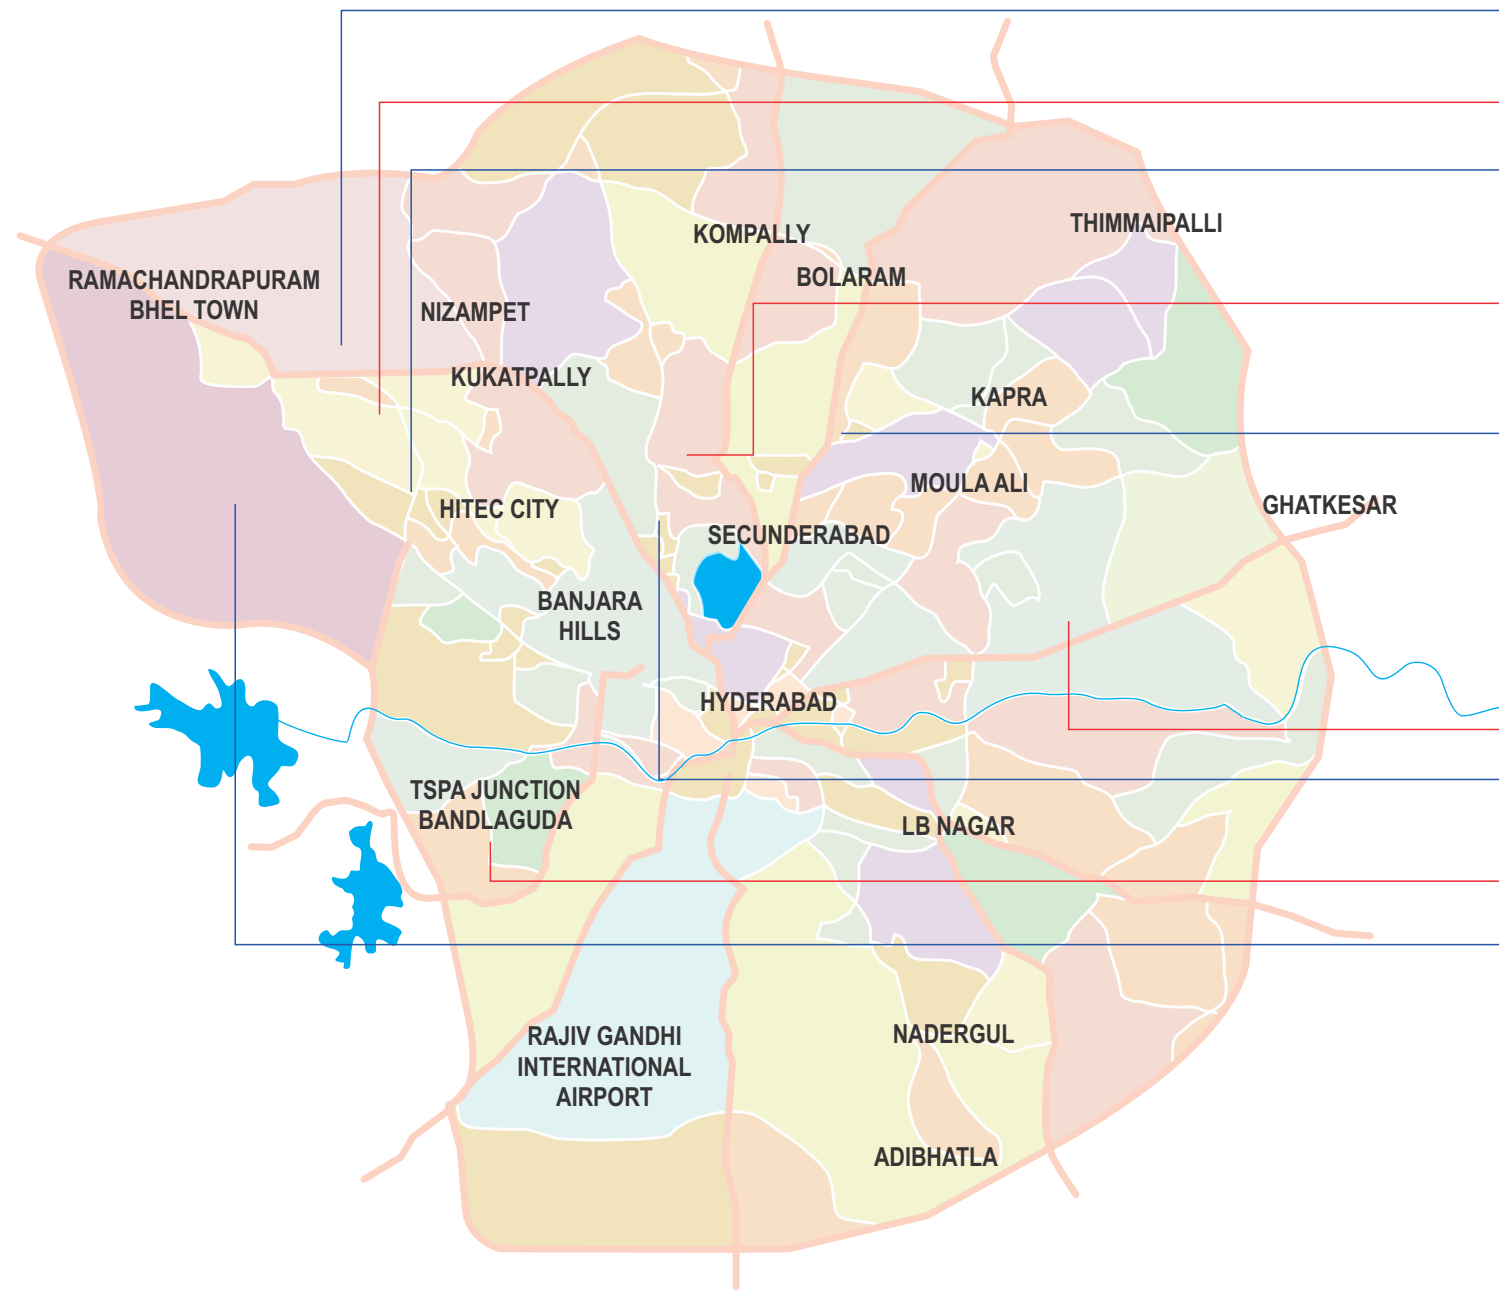 THIMMAIPALLI
KOMPALLY
BOLARAM
RAMACHANDRAPURAM
BHEL TOWN
NIZAMPET
KUKATPALLY
KAPRA
MOULA ALI
GHATKESAR
HITEC CITY
SECUNDERABAD
BANJARA
HILLS
HYDERABAD
TSPA JUNCTION
BANDLAGUDA
LB NAGAR
RAJIV GANDHI
INTERNATIONAL
AIRPORT
NADERGUL
ADIBHATLA